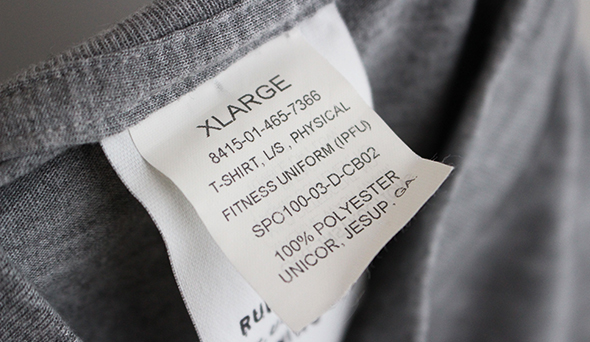 XLARGE
8415-01-465-7366
T-SHIRT, L/S, PHYSICAL
FITNESS UNIFORM (IPFU)
SPO100-03-D-CB02
100% POLYESTER
UNICOR, JESUP. GA.